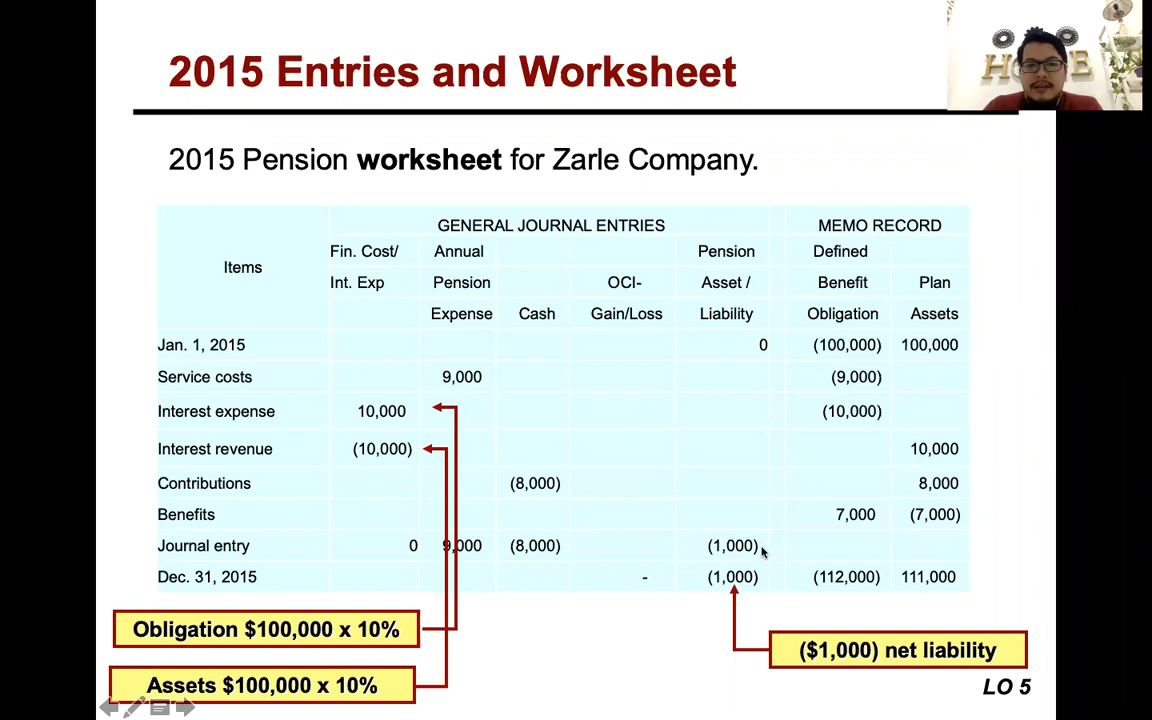 2015 Entries and Worksheet
HOME
2015 Pension worksheet for Zarle Company.
GENERAL JOURNAL ENTRIES MEMO RECORD
Items
Fin. Cost/ Annual Pension Defined
Int. Exp Pension OCI- Asset / Benefit Plan
Expense Cash Gain/Loss Liability Obligation Assets
Jan. 1, 2015 0 (100,000) 100,000
Service costs 9,000 (9,000)
Interest expense 10,000 (10,000)
Interest revenue (10,000) 10,000
Contributions (8,000) 8,000
Benefits 7,000 (7,000)
Journal entry 0 9,000 (8,000) (1,000)
Dec. 31, 2015 - (1,000) (112,000) 111,000
Obligation $100,000 x 10%
($1,000) net liability
Assets $100,000 x 10%
LO 5